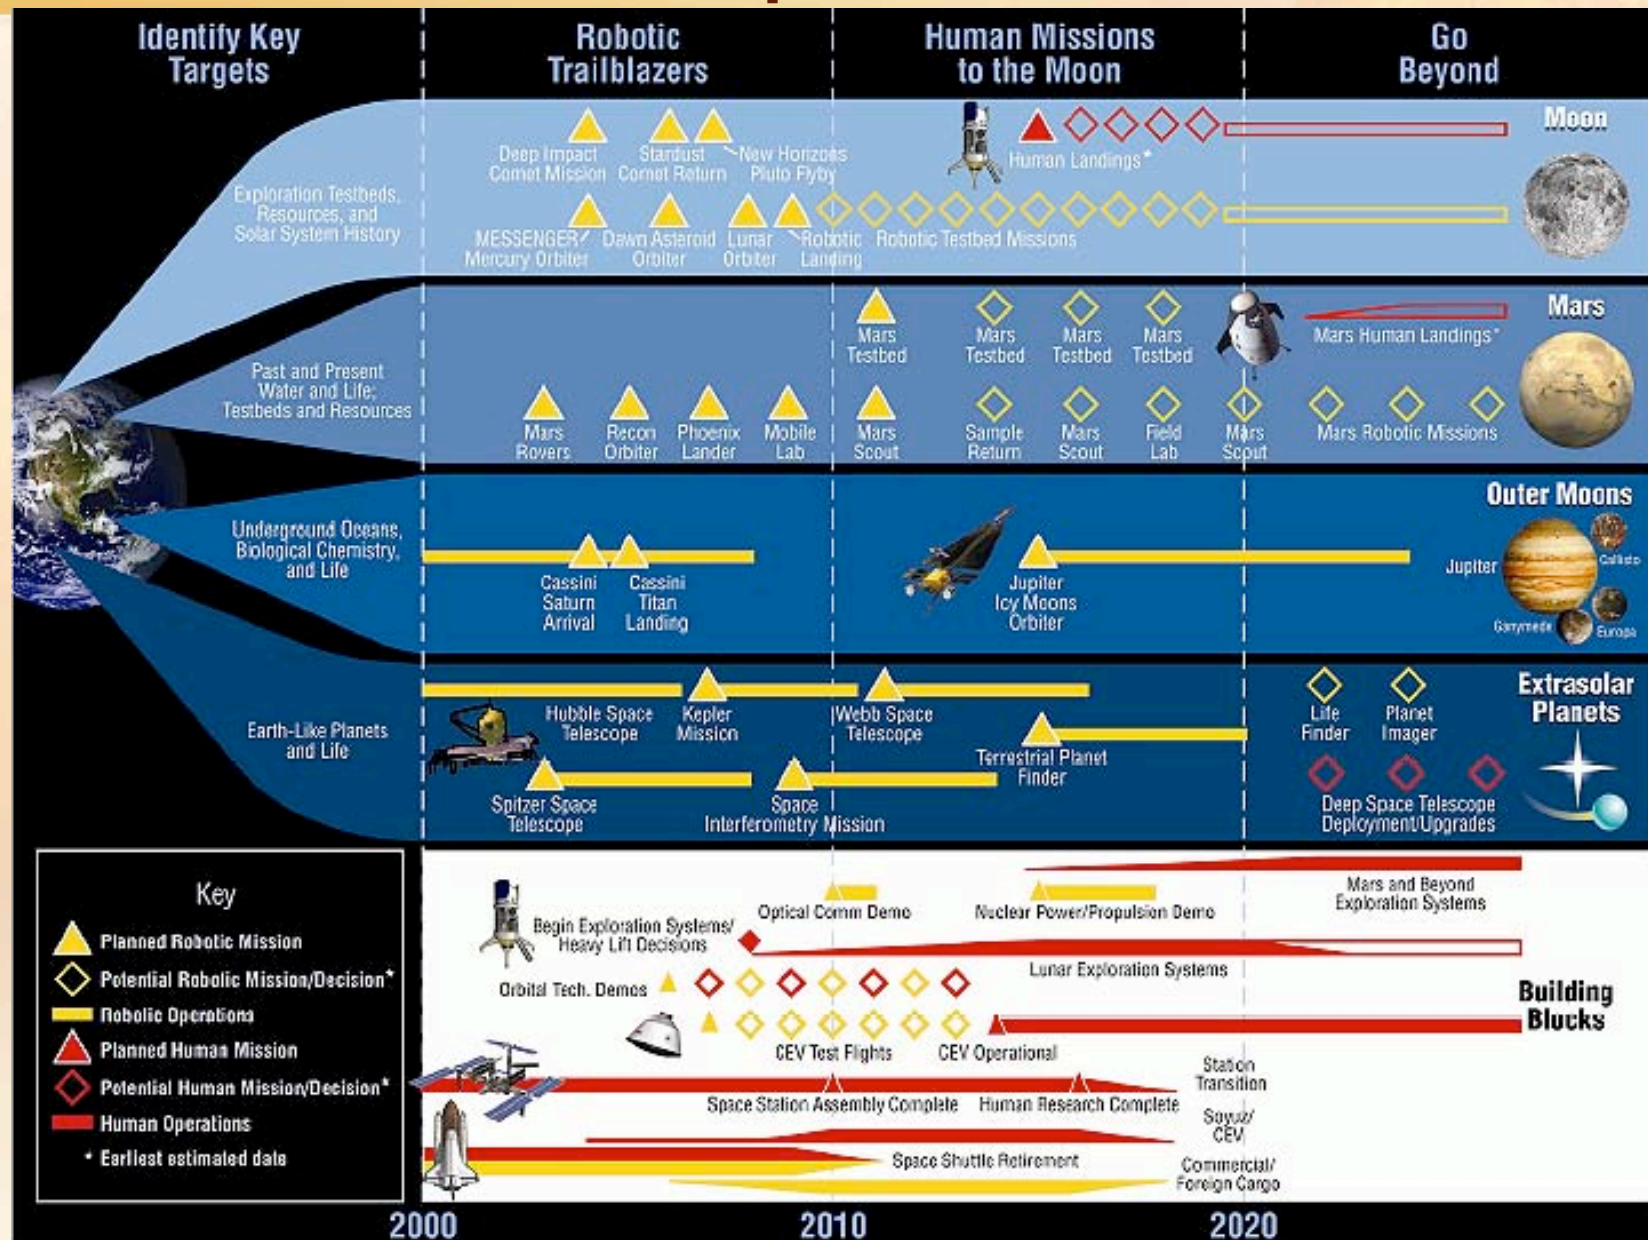 Identify Key
Targets
Robotic
Trailblazers
Human Missions
to the Moon
Go
Beyond
Moon
Exploration Testbeds,
Resources, and
Solar System History
Deep Impact
Comet Mission
Stardust
Comet Return
New Horizons
Pluto Flyby
Human Landings*
MESSENGER
Mercury Orbiter
Dawn Asteroid
Orbiter
Lunar
Orbiter
Robotic
Landing
Robotic Testbed Missions
Mars
Past and Present
Water and Life;
Testbeds and Resources
Mars
Testbed
Mars
Testbed
Mars
Testbed
Mars
Testbed
Mars Human Landings*
Mars
Rovers
Recon
Orbiter
Phoenix
Lander
Mobile
Lab
Mars
Scout
Sample
Return
Mars
Scout
Field
Lab
Mars
Scout
Mars Robotic Missions
Outer Moons
Underground Oceans,
Biological Chemistry,
and Life
Cassini
Saturn
Arrival
Cassini
Titan
Landing
Jupiter
Icy Moons
Orbiter
Jupiter
Callisto
Ganymede
Europa
Extrasolar
Planets
Earth-Like Planets
and Life
Hubble Space
Telescope
Kepler
Mission
Webb Space
Telescope
Terrestrial Planet
Finder
Life
Finder
Planet
Imager
Spitzer Space
Telescope
Space
Interferometry Mission
Deep Space Telescope
Deployment/Upgrades
Key
Planned Robotic Mission
Potential Robolic Mission/Decision*
Robolic Operations
Planned Human Mission
Potential Human Mission/Decision*
Human Operations
* Earliest estimated date
Mars and Beyond
Exploration Systems
Optical Comm Demo
Nuclear Power/Propulsion Demo
Begin Exploration Systems/
Heavy Lift Decisions
Lunar Exploration Systems
Orbital Tech. Demos
Building
Blocks
CEV Test Flights
CEV Operational
Station
Transition
Space Station Assembly Complete
Human Research Complete
Soyuz/
CEV
Space Shuttle Retirement
Commercial/
Foreign Cargo
2000
2010
2020